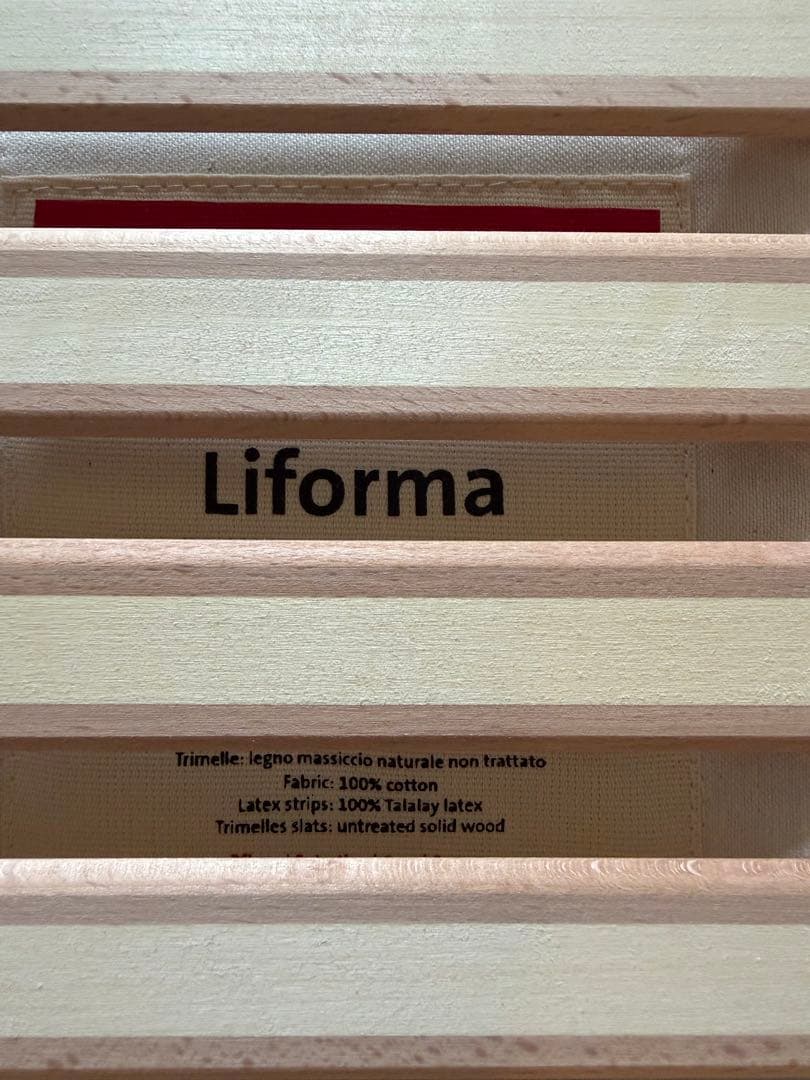 Liforma
Trimelle: legno massiccio naturale non trattato
Fabric: 100% cotton
Latex strips: 100% Talalay latex
Trimelles slats: untreated solid wood